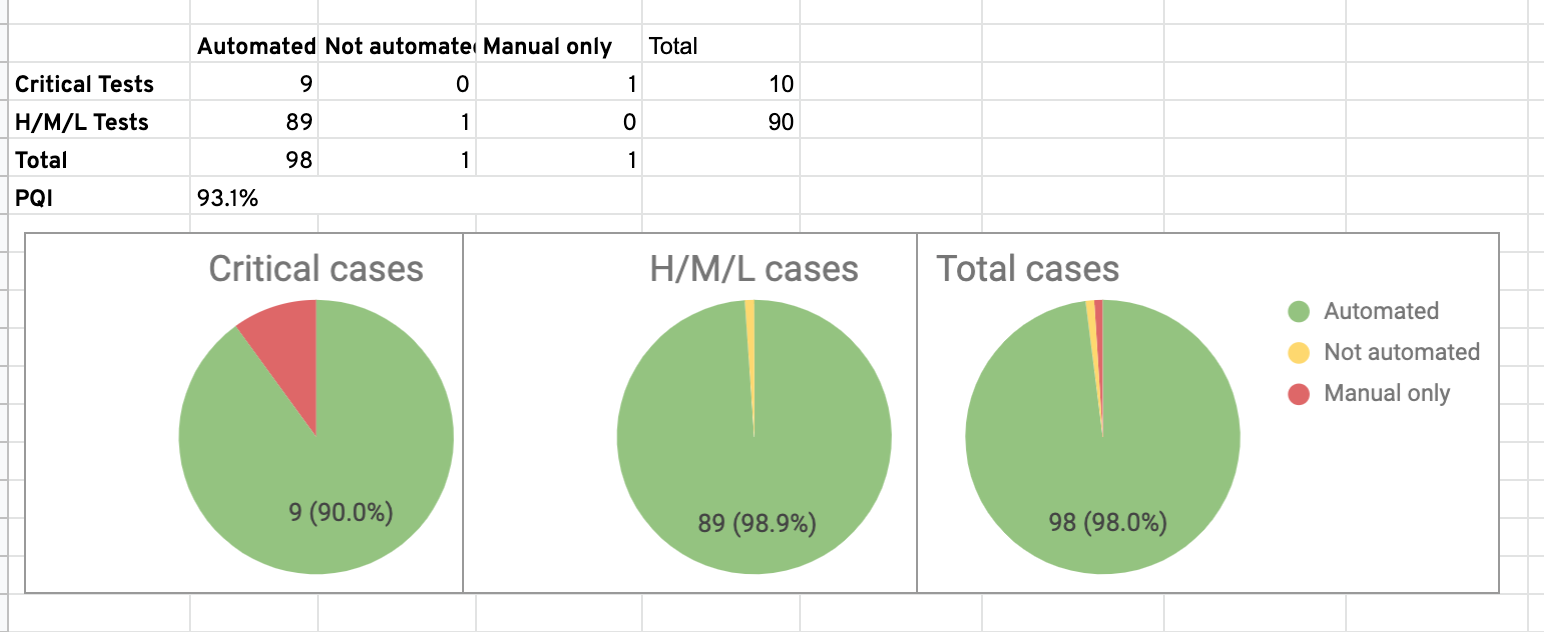 Automated Not automate Manual only Total
Critical Tests 9 0 1 10
H/M/L Tests 89 1 0 90
Total 98 1 1
PQI 93.1%
Critical cases H/M/L cases Total cases
Automated
Not automated
Manual only
9 (90.0%) 89 (98.9%) 98 (98.0%)